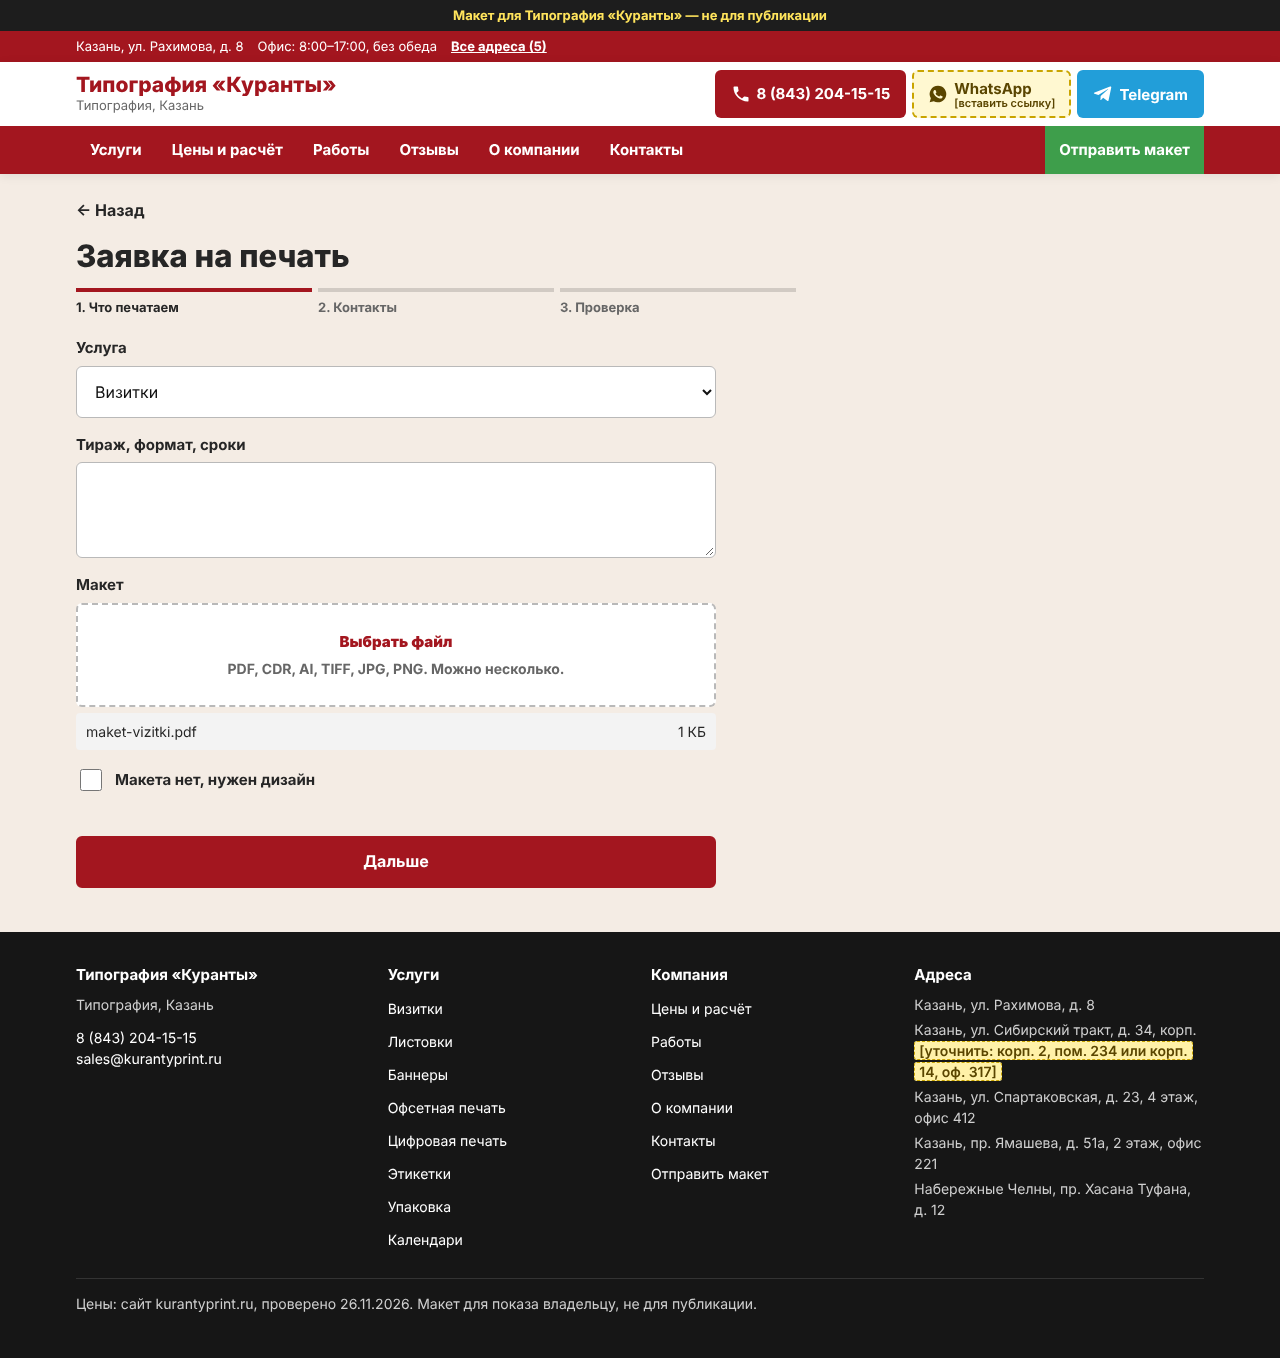 Макет для Типография «Куранты» — не для публикации
Казань, ул. Рахимова, д. 8 Офис: 8:00–17:00, без обеда Все адреса (5)
Типография «Куранты»
Типография, Казань
8 (843) 204-15-15
WhatsApp
[вставить ссылку]
Telegram
Услуги Цены и расчёт Работы Отзывы О компании Контакты Отправить макет
← Назад
Заявка на печать
1. Что печатаем 2. Контакты 3. Проверка
Услуга
Визитки
Тираж, формат, сроки
Макет
Выбрать файл
PDF, CDR, AI, TIFF, JPG, PNG. Можно несколько.
maket-vizitki.pdf 1 КБ
Макета нет, нужен дизайн
Дальше
Типография «Куранты»
Типография, Казань
8 (843) 204-15-15
sales@kurantyprint.ru
Услуги
Визитки
Листовки
Баннеры
Офсетная печать
Цифровая печать
Этикетки
Упаковка
Календари
Компания
Цены и расчёт
Работы
Отзывы
О компании
Контакты
Отправить макет
Адреса
Казань, ул. Рахимова, д. 8
Казань, ул. Сибирский тракт, д. 34, корп.
[уточнить: корп. 2, пом. 234 или корп.
14, оф. 317]
Казань, ул. Спартаковская, д. 23, 4 этаж,
офис 412
Казань, пр. Ямашева, д. 51а, 2 этаж, офис
221
Набережные Челны, пр. Хасана Туфана,
д. 12
Цены: сайт kurantyprint.ru, проверено 26.11.2026. Макет для показа владельцу, не для публикации.